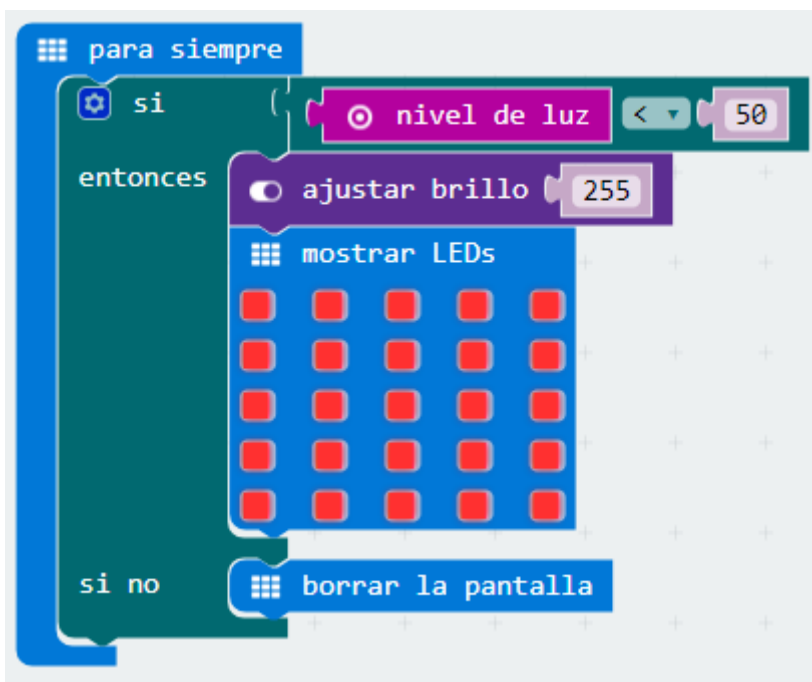 para siempre
si nivel de luz < 50
entonces
ajustar brillo 255
mostrar LEDs
si no borrar la pantalla